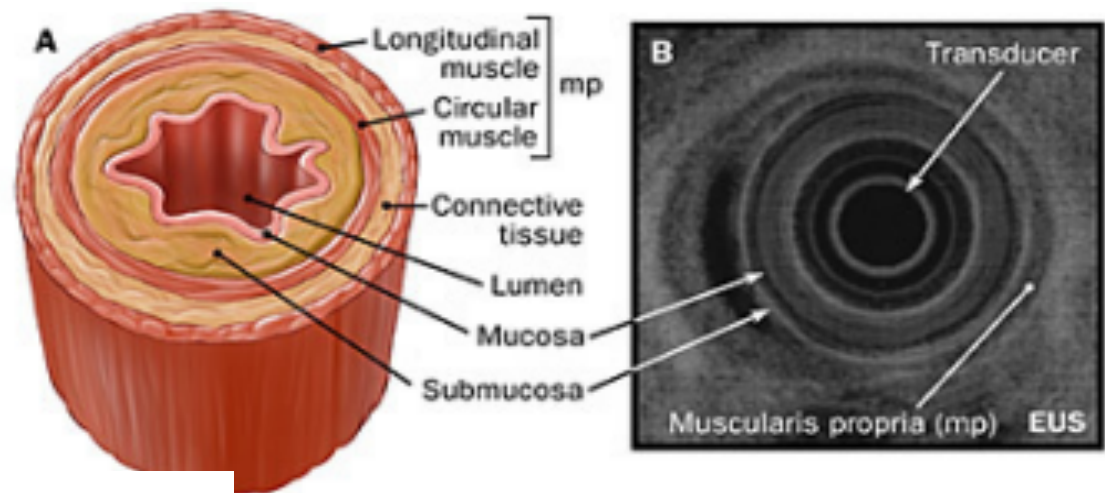 A
Longitudinal
muscle
mp
Circular
muscle
Connective
tissue
Lumen
Mucosa
Submucosa
B
Transducer
Muscularis propria (mp)
EUS